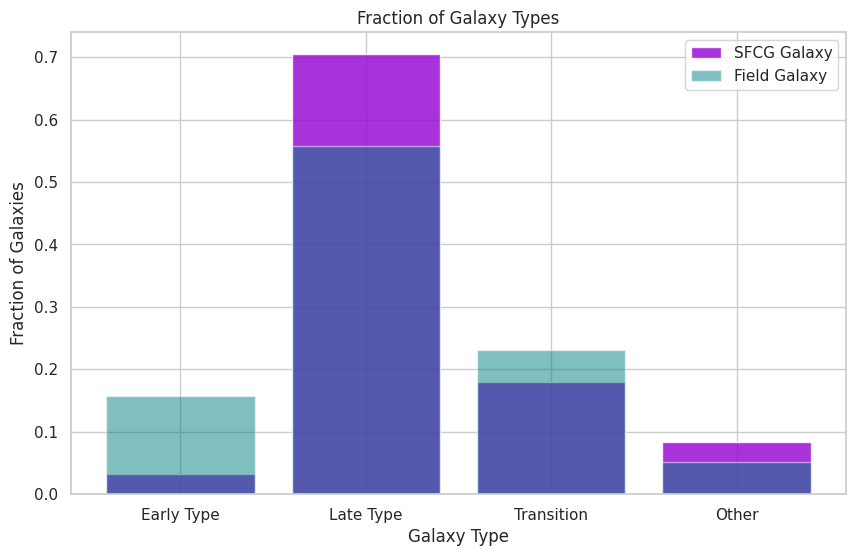 Fraction of Galaxy Types
SFCG Galaxy
Field Galaxy
Fraction of Galaxies
0.7
0.6
0.5
0.4
0.3
0.2
0.1
0.0
Early Type
Late Type
Transition
Other
Galaxy Type